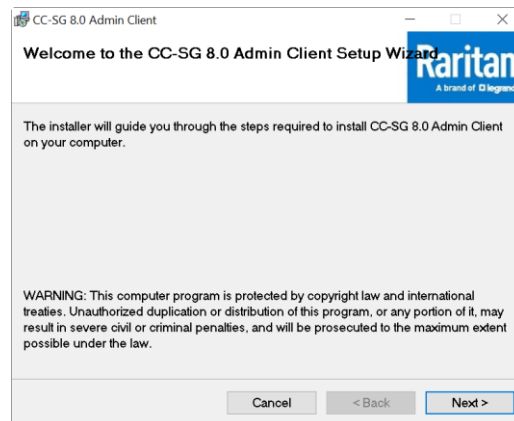 CC-SG 8.0 Admin Client
Welcome to the CC-SG 8.0 Admin Client Setup Wizard
Raritan
A brand of legrand
The installer will guide you through the steps required to install CC-SG 8.0 Admin Client
on your computer.
WARNING: This computer program is protected by copyright law and international
treaties. Unauthorized duplication or distribution of this program, or any portion of it, may
result in severe civil or criminal penalties, and will be prosecuted to the maximum extent
possible under the law.
Cancel
< Back
Next >